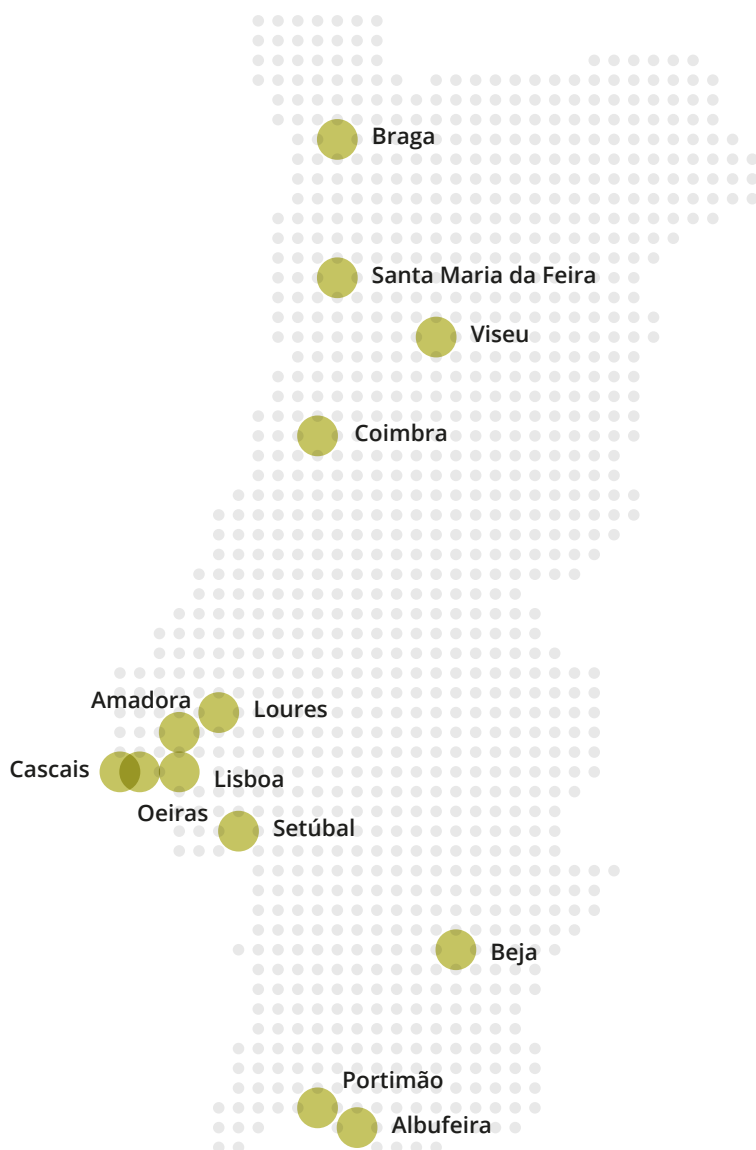 Braga
Santa Maria da Feira
Viseu
Coimbra
Amadora
Loures
Cascais
Lisboa
Oeiras
Setúbal
Beja
Portimão
Albufeira